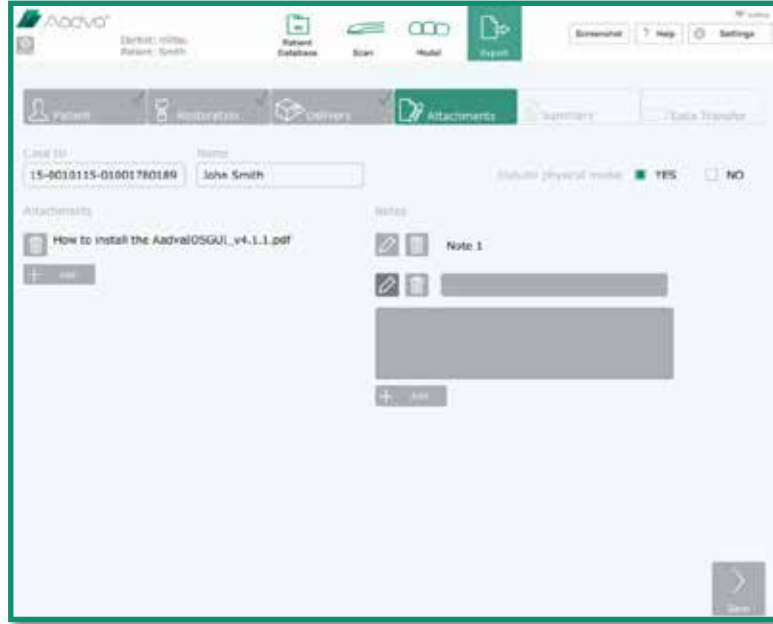 Aadva
Dentist:
Patient: Smith
Patient
Database
Scan
Model
Export
Screenshot
? Help
Settings
Patient
Restoration
Delivery
Attachments
Summary
Data Transfer
Case ID
Name
15-0010115-01001780189
John Smith
Include physical model
YES
NO
Attachments
Notes
How to install the AadvaIOSGUI_v4.1.1.pdf
Note 1
+ Add
+ Add